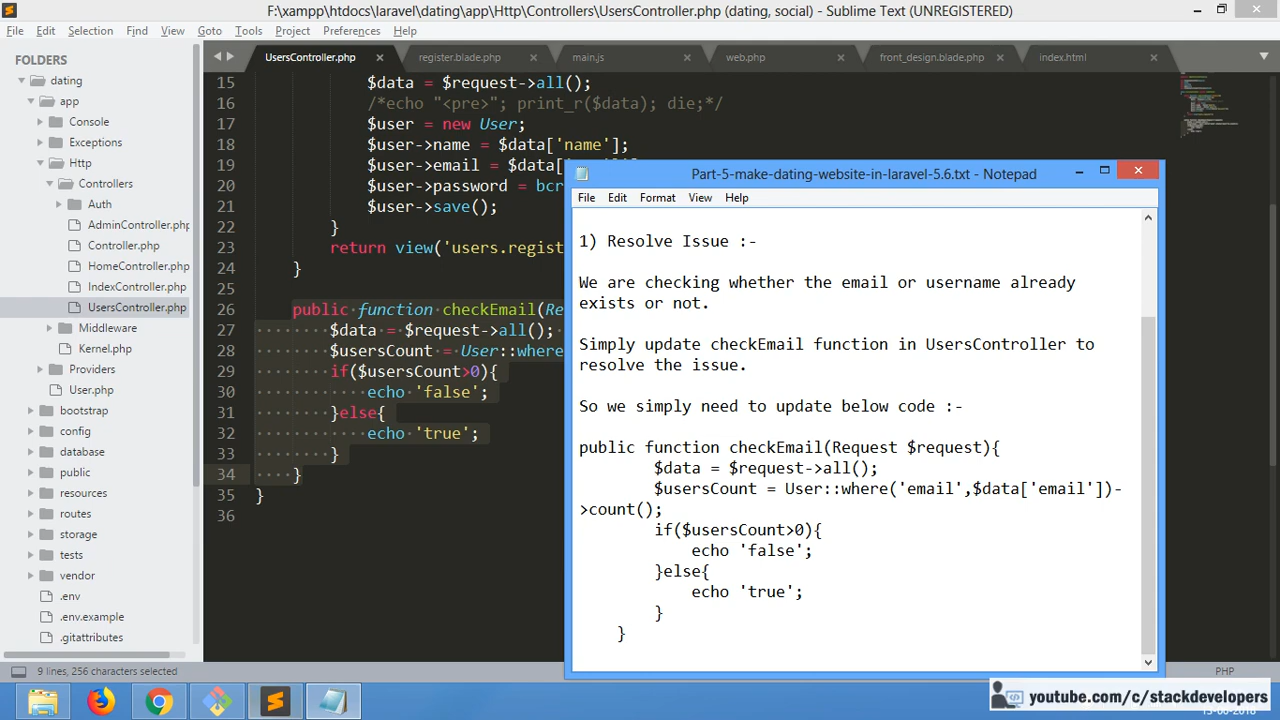 F:\xampp\htdocs\laravel\dating\app\Http\Controllers\UsersController.php (dating, social) - Sublime Text (UNREGISTERED)
File Edit Selection Find View Goto Tools Project Preferences Help
FOLDERS
dating
app
Console
Exceptions
Http
Controllers
Auth
AdminController.php
Controller.php
HomeController.php
IndexController.php
UsersController.php
Middleware
Kernel.php
Providers
User.php
bootstrap
config
database
public
resources
routes
storage
tests
vendor
.env
.env.example
.gitattributes
UsersController.php register.blade.php main.js web.php front_design.blade.php index.html
15 $data = $request->all();
16 /*echo "<pre>"; print_r($data); die;*/
17 $user = new User;
18 $user->name = $data['name'];
19 $user->email = $data[
20 $user->password = bcr
21 $user->save();
22 }
23 return view('users.regist
24 }
25
26 public function checkEmail(Re
27 $data = $request->all();
28 $usersCount = User::where
29 if($usersCount>0){
30 echo 'false';
31 }else{
32 echo 'true';
33 }
34 }
35 }
36
Part-5-make-dating-website-in-laravel-5.6.txt - Notepad
File Edit Format View Help
1) Resolve Issue :-
We are checking whether the email or username already
exists or not.
Simply update checkEmail function in UsersController to
resolve the issue.
So we simply need to update below code :-
public function checkEmail(Request $request){
$data = $request->all();
$usersCount = User::where('email',$data['email'])-
>count();
if($usersCount>0){
echo 'false';
}else{
echo 'true';
}
}
9 lines, 256 characters selected
PHP
youtube.com/c/stackdevelopers